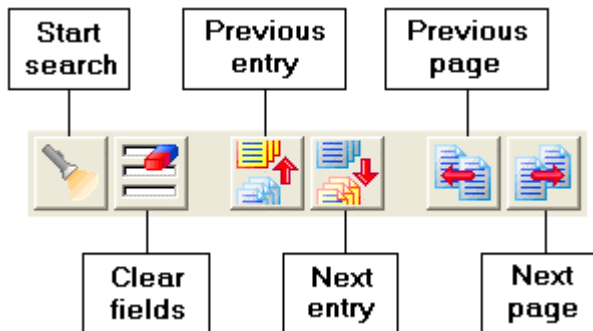 Start
search
Previous
entry
Previous
page
Clear
fields
Next
entry
Next
page